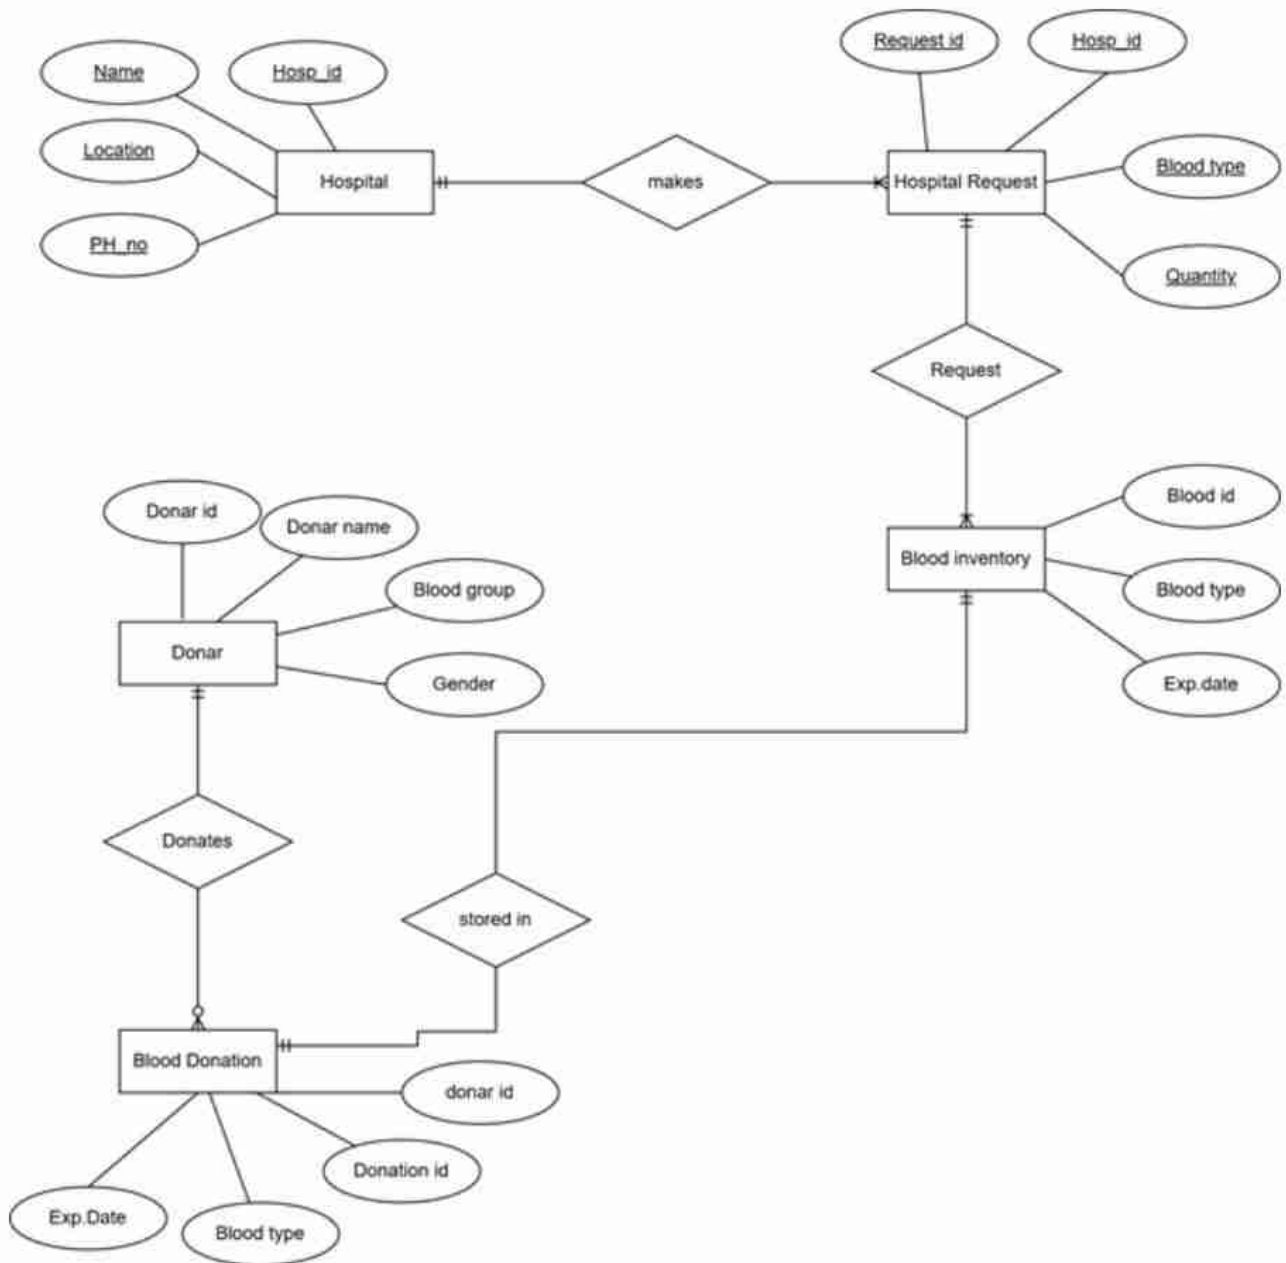 Request id
Hosp_id
Name
Hosp_id
Location
Blood type
Hospital
makes
Hospital Request
PH_no
Quantity
Request
Blood id
Donar id
Donar name
Blood inventory
Blood group
Blood type
Donar
Gender
Exp.date
Donates
stored in
Blood Donation
donar id
Donation id
Exp.Date
Blood type